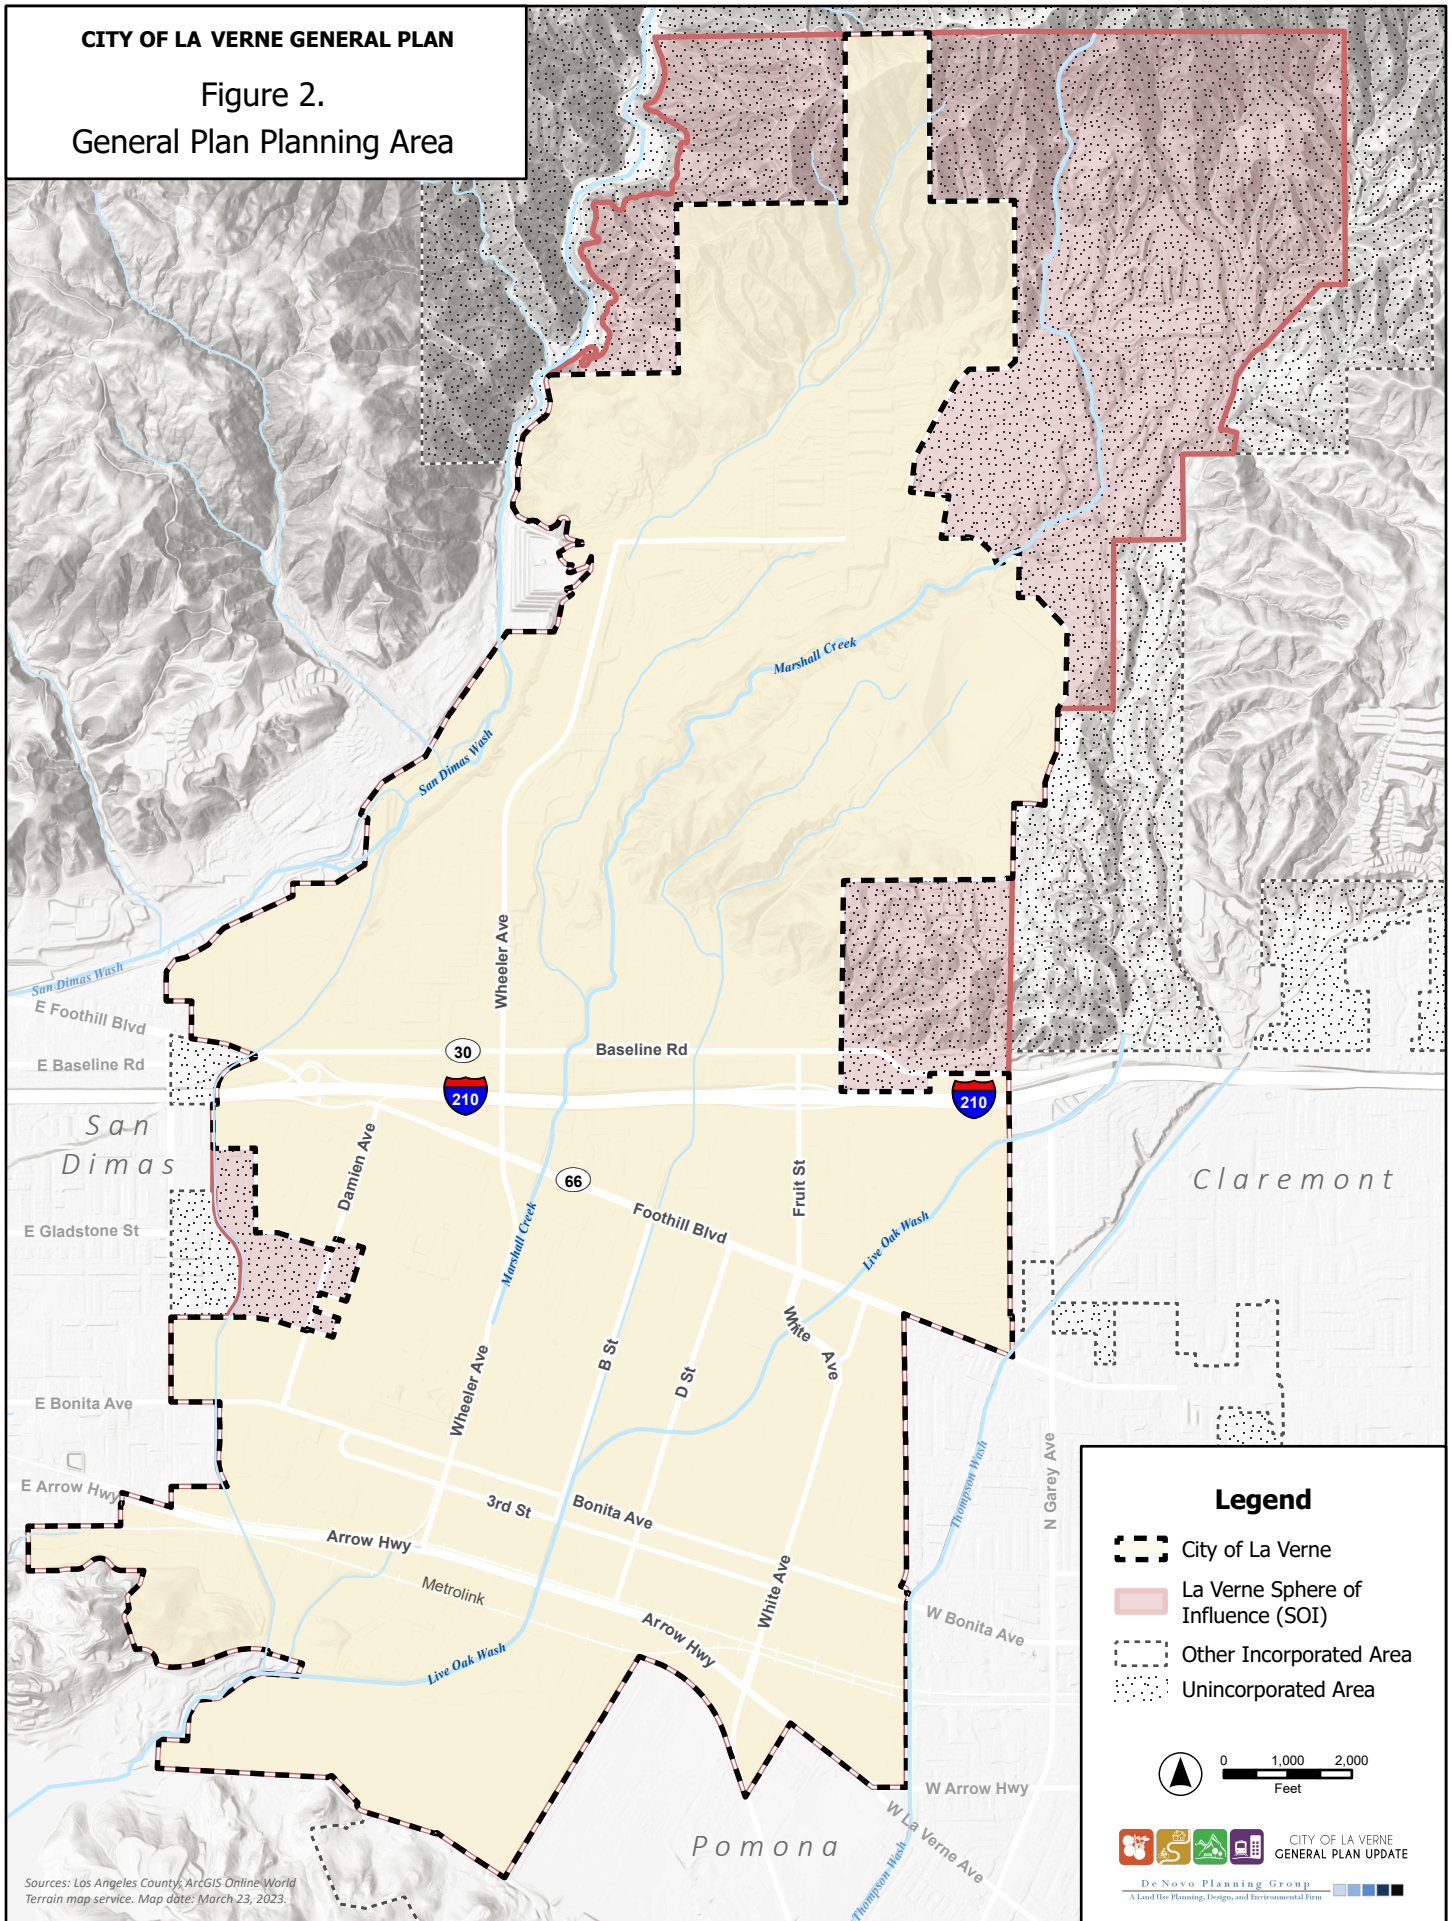 CITY OF LA VERNE GENERAL PLAN
Figure 2.
General Plan Planning Area
Marshall Creek
San Dimas Wash
San Dimas Wash
Wheeler Ave
E Foothill Blvd
E Baseline Rd
30
Baseline Rd
210
210
San
Dimas
Damien Ave
66
Fruit St
Claremont
E Gladstone St
Marshall Creek
Foothill Blvd
Live Oak Wash
White Ave
B St
D St
Wheeler Ave
E Bonita Ave
E Arrow Hwy
3rd St
Bonita Ave
Arrow Hwy
Metrolink
White Ave
Thompson Wash
N Garey Ave
W Bonita Ave
Arrow Hwy
Live Oak Wash
W Arrow Hwy
W La Verne Ave
Pomona
Thompson Wash
Legend
City of La Verne
La Verne Sphere of
Influence (SOI)
Other Incorporated Area
Unincorporated Area
0 1,000 2,000
Feet
CITY OF LA VERNE
GENERAL PLAN UPDATE
De Novo Planning Group
A Land Use Planning, Design, and Environmental Firm
Sources: Los Angeles County; ArcGIS Online World
Terrain map service. Map date: March 23, 2023.